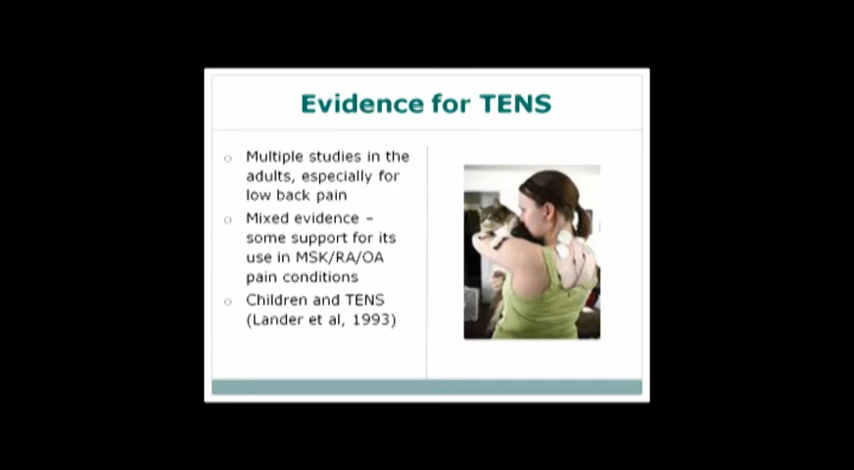 Evidence for TENS
Multiple studies in the
adults, especially for
low back pain
Mixed evidence –
some support for its
use in MSK/RA/OA
pain conditions
Children and TENS
(Lander et al, 1993)